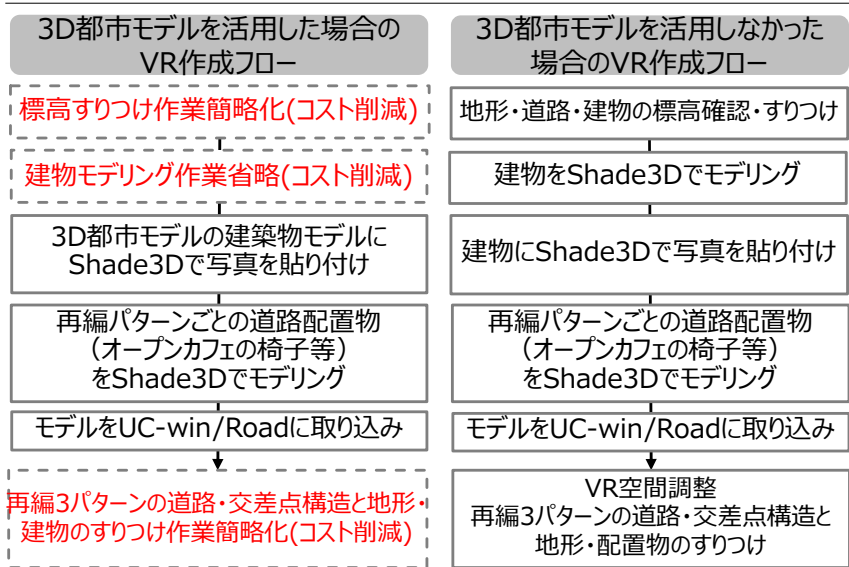 3D都市モデルを活用した場合の
VR作成フロー
標高すりつけ作業簡略化(コスト削減)
建物モデリング作業省略(コスト削減)
3D都市モデルの建築物モデルに
Shade3Dで写真を貼り付け
再編パターンごとの道路配置物
（オープンカフェの椅子等）
をShade3Dでモデリング
モデルをUC-win/Roadに取り込み
再編3パターンの道路・交差点構造と地形・
建物のすりつけ作業簡略化(コスト削減)
3D都市モデルを活用しなかった
場合のVR作成フロー
地形・道路・建物の標高確認・すりつけ
建物をShade3Dでモデリング
建物にShade3Dで写真を貼り付け
再編パターンごとの道路配置物
（オープンカフェの椅子等）
をShade3Dでモデリング
モデルをUC-win/Roadに取り込み
VR空間調整
再編3パターンの道路・交差点構造と
地形・配置物のすりつけ